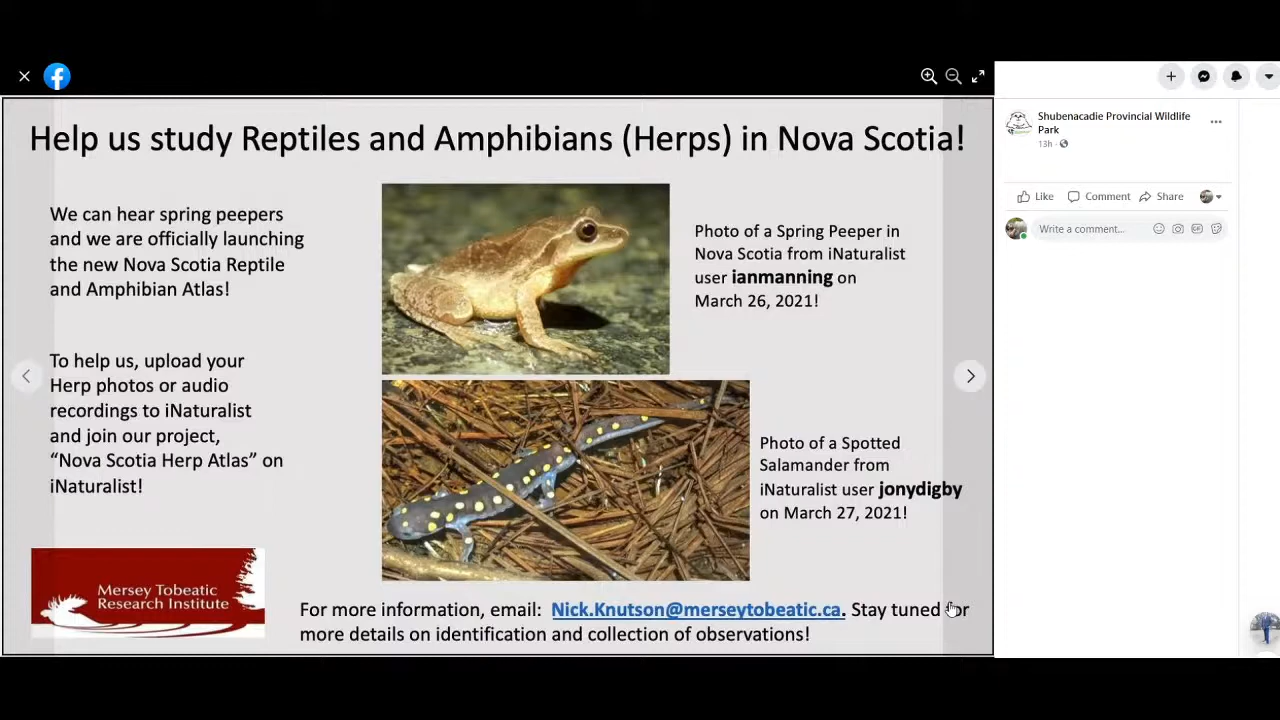 Help us study Reptiles and Amphibians (Herps) in Nova Scotia!
We can hear spring peepers
and we are officially launching
the new Nova Scotia Reptile
and Amphibian Atlas!
To help us, upload your
Herp photos or audio
recordings to iNaturalist
and join our project,
“Nova Scotia Herp Atlas” on
iNaturalist!
Photo of a Spring Peeper in
Nova Scotia from iNaturalist
user ianmanning on
March 26, 2021!
Photo of a Spotted
Salamander from
iNaturalist user jonydigby
on March 27, 2021!
Mersey Tobeatic
Research Institute
For more information, email: Nick.Knutson@merseytobeatic.ca. Stay tuned for
more details on identification and collection of observations!
Shubenacadie Provincial Wildlife
Park
13h
Like Comment Share
Write a comment...